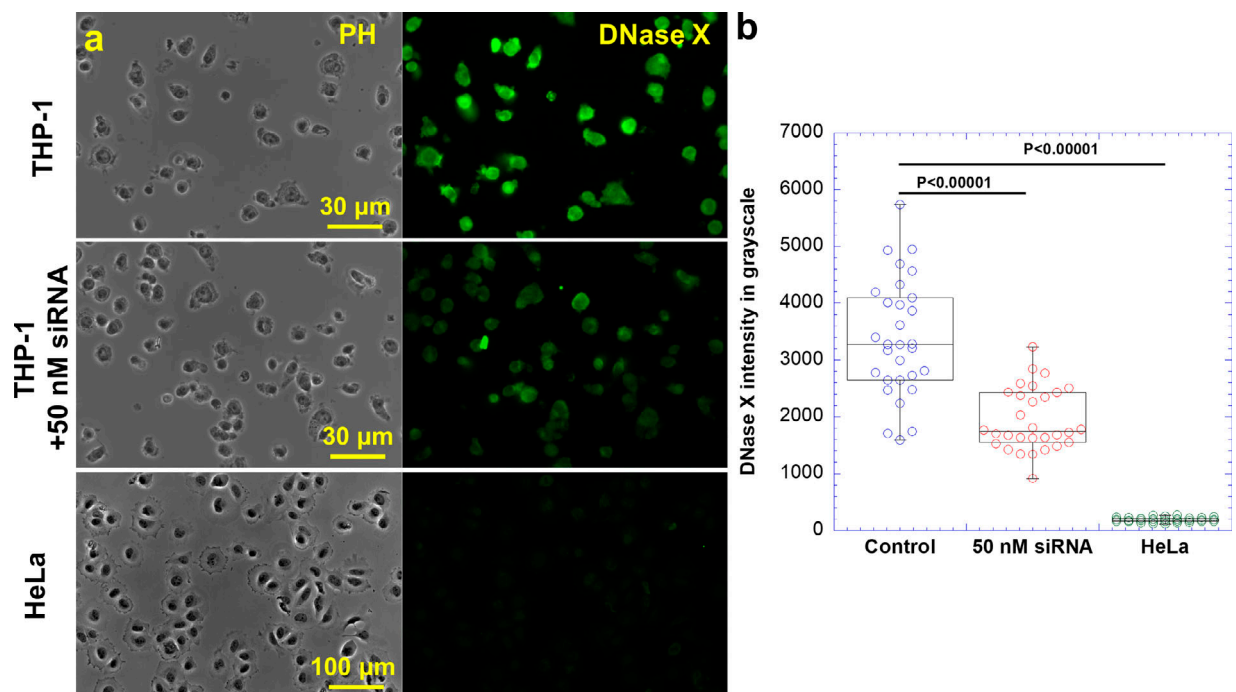 a
PH
DNase X
b
THP-1
30 µm
THP-1
+50 nM siRNA
30 µm
HeLa
100 µm
DNase X intensity in grayscale
7000
6000
5000
4000
3000
2000
1000
0
P<0.00001
P<0.00001
Control
50 nM siRNA
HeLa